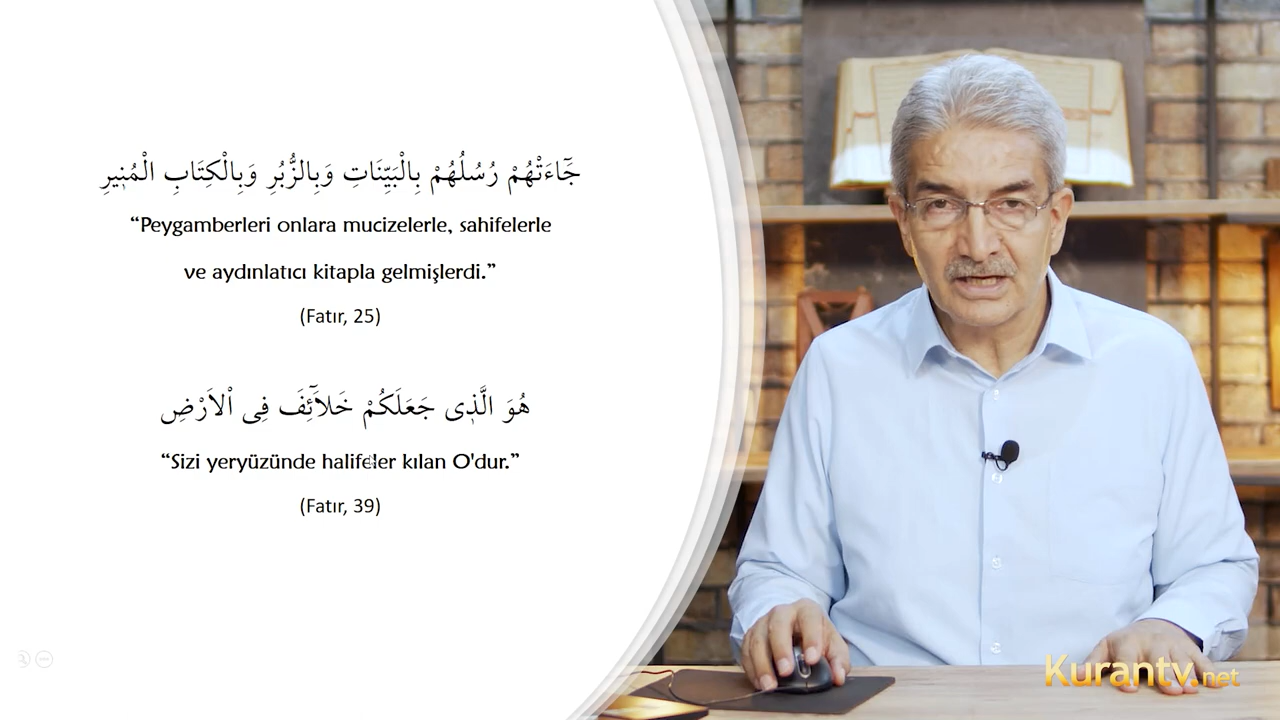 جَٓاءَتْهُمْ رُسُلُهُمْ بِالْبَيِّنَاتِ وَبِالزُّبُرِ وَبِالْكِتَابِ الْمُنٖيرِ
“Peygamberleri onlara mucizelerle, sahifelerle
ve aydınlatıcı kitapla gelmişlerdi.”
(Fatır, 25)
هُوَ الَّذٖى جَعَلَكُمْ خَلَٓائِفَ فِى الْاَرْضِ
“Sizi yeryüzünde halifeler kılan O'dur.”
(Fatır, 39)
Kurantv.net